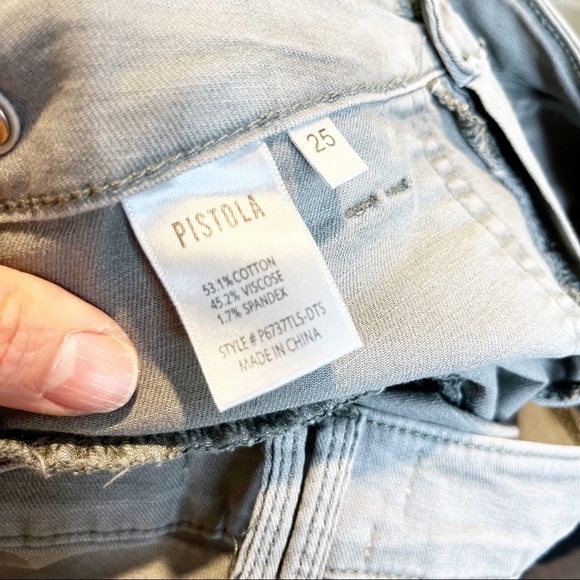 25
PISTOLA
53.1% COTTON
45.2% VISCOSE
1.7% SPANDEX
STYLE# P6737TLS-DTS
MADE IN CHINA